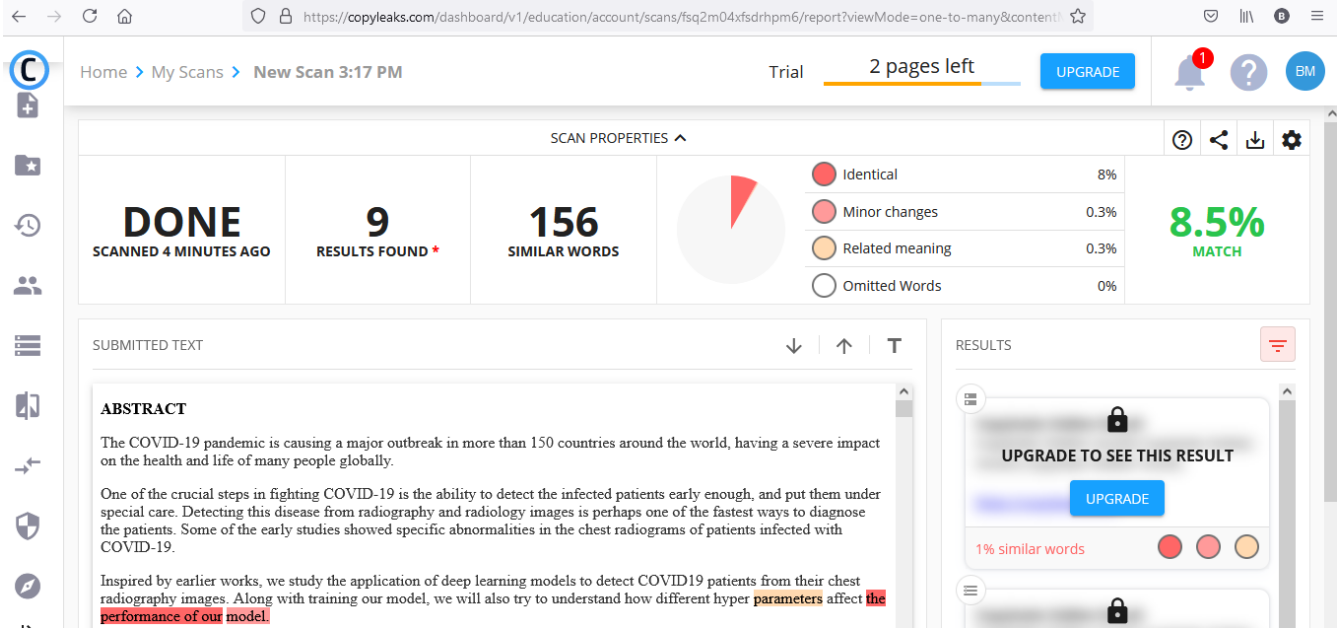 https://copyleaks.com/dashboard/v1/education/account/scans/fsq2m04xfsdrhpm6/report?viewMode=one-to-many&content
B
C
Home > My Scans > New Scan 3:17 PM
Trial
2 pages left
UPGRADE
1
?
BM
SCAN PROPERTIES
DONE
SCANNED 4 MINUTES AGO
9
RESULTS FOUND *
156
SIMILAR WORDS
Identical 8%
Minor changes 0.3%
Related meaning 0.3%
Omitted Words 0%
8.5%
MATCH
SUBMITTED TEXT
T
RESULTS
ABSTRACT
The COVID-19 pandemic is causing a major outbreak in more than 150 countries around the world, having a severe impact
on the health and life of many people globally.
One of the crucial steps in fighting COVID-19 is the ability to detect the infected patients early enough, and put them under
special care. Detecting this disease from radiography and radiology images is perhaps one of the fastest ways to diagnose
the patients. Some of the early studies showed specific abnormalities in the chest radiograms of patients infected with
COVID-19.
Inspired by earlier works, we study the application of deep learning models to detect COVID19 patients from their chest
radiography images. Along with training our model, we will also try to understand how different hyper parameters affect the
performance of our model.
UPGRADE TO SEE THIS RESULT
UPGRADE
1% similar words